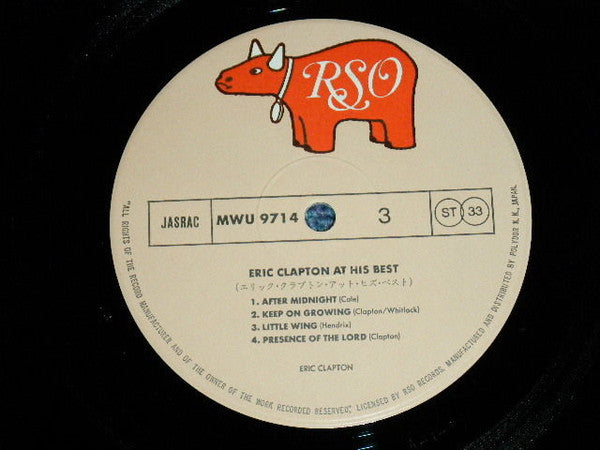 RSO
JASRAC
MWU 9714
3
ST 33
ERIC CLAPTON AT HIS BEST
(エリック・クラプトン・アット・ヒズ・ベスト)
1. AFTER MIDNIGHT (Cale)
2. KEEP ON GROWING (Clapton/Whitlock)
3. LITTLE WING (Hendrix)
4. PRESENCE OF THE LORD (Clapton)
ERIC CLAPTON
"ALL RIGHTS OF THE RECORD MANUFACTURER AND OF THE OWNER OF THE WORK RECORDED RESERVED", LICENSED BY RSO RECORDS. MANUFACTURED AND DISTRIBUTED BY POLYDOR K. K., JAPAN.